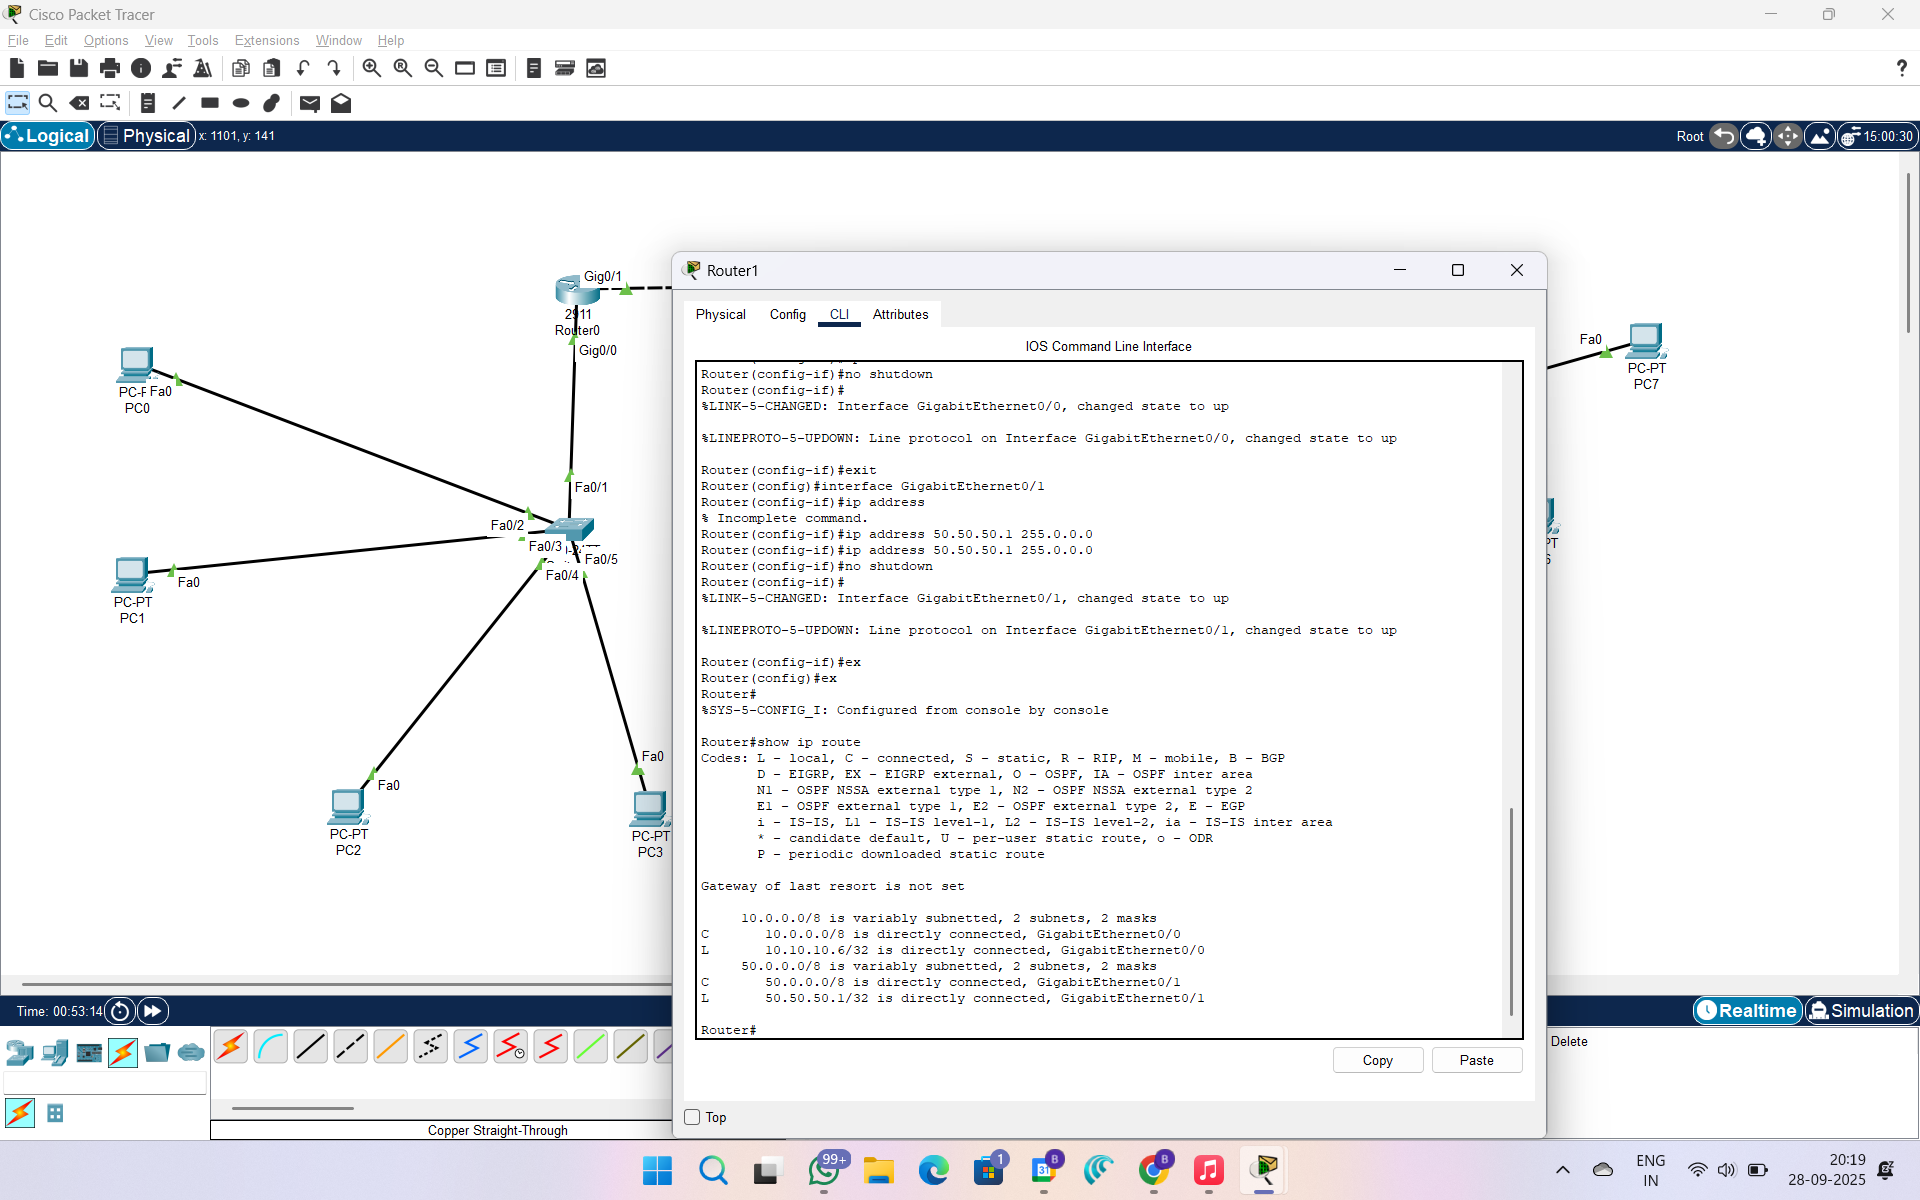 Cisco Packet Tracer
File Edit Options View Tools Extensions Window Help
?
Logical Physical x: 1101, y: 141
Root 15:00:30
Gig0/1
2911
Router0
Gig0/0
Fa0
PC0
Fa0/1
Fa0/2
Fa0/3
Fa0/5
Fa0/4
Fa0
PC-PT
PC1
Fa0
PC-PT
PC2
Fa0
PC-PT
PC3
Fa0
PC-PT
PC7
Router1
Physical Config CLI Attributes
IOS Command Line Interface
Router(config-if)#no shutdown
Router(config-if)#
%LINK-5-CHANGED: Interface GigabitEthernet0/0, changed state to up
%LINEPROTO-5-UPDOWN: Line protocol on Interface GigabitEthernet0/0, changed state to up
Router(config-if)#exit
Router(config)#interface GigabitEthernet0/1
Router(config-if)#ip address
% Incomplete command.
Router(config-if)#ip address 50.50.50.1 255.0.0.0
Router(config-if)#ip address 50.50.50.1 255.0.0.0
Router(config-if)#no shutdown
Router(config-if)#
%LINK-5-CHANGED: Interface GigabitEthernet0/1, changed state to up
%LINEPROTO-5-UPDOWN: Line protocol on Interface GigabitEthernet0/1, changed state to up
Router(config-if)#ex
Router(config)#ex
Router#
%SYS-5-CONFIG_I: Configured from console by console
Router#show ip route
Codes: L - local, C - connected, S - static, R - RIP, M - mobile, B - BGP
D - EIGRP, EX - EIGRP external, O - OSPF, IA - OSPF inter area
N1 - OSPF NSSA external type 1, N2 - OSPF NSSA external type 2
E1 - OSPF external type 1, E2 - OSPF external type 2, E - EGP
i - IS-IS, L1 - IS-IS level-1, L2 - IS-IS level-2, ia - IS-IS inter area
* - candidate default, U - per-user static route, o - ODR
P - periodic downloaded static route
Gateway of last resort is not set
10.0.0.0/8 is variably subnetted, 2 subnets, 2 masks
C 10.0.0.0/8 is directly connected, GigabitEthernet0/0
L 10.10.10.6/32 is directly connected, GigabitEthernet0/0
50.0.0.0/8 is variably subnetted, 2 subnets, 2 masks
C 50.0.0.0/8 is directly connected, GigabitEthernet0/1
L 50.50.50.1/32 is directly connected, GigabitEthernet0/1
Router#
Copy Paste
Top
Time: 00:53:14
Realtime Simulation
Delete
Copper Straight-Through
99+
1
31
B
B
ENG
IN
20:19
28-09-2025